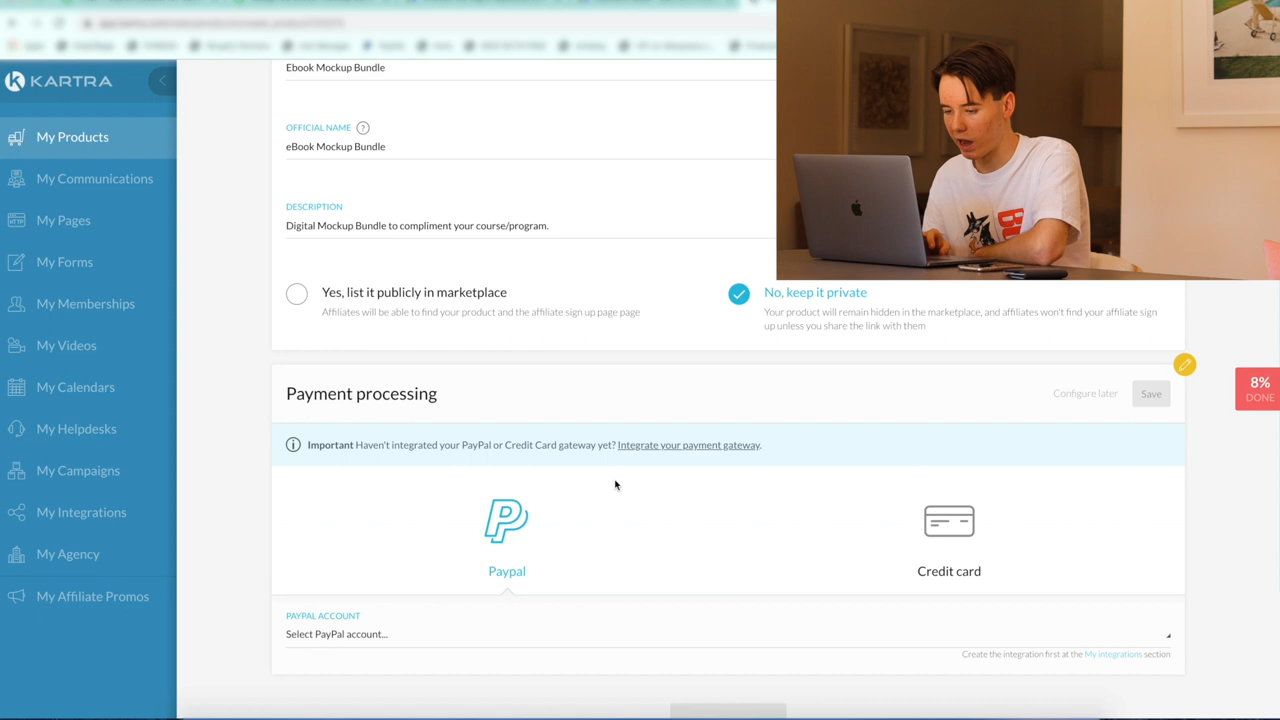 KARTRA
My Products
My Communications
My Pages
My Forms
My Memberships
My Videos
My Calendars
My Helpdesks
My Campaigns
My Integrations
My Agency
My Affiliate Promos
Ebook Mockup Bundle
OFFICIAL NAME ?
eBook Mockup Bundle
DESCRIPTION
Digital Mockup Bundle to compliment your course/program.
Yes, list it publicly in marketplace
Affiliates will be able to find your product and the affiliate sign up page page
No, keep it private
Your product will remain hidden in the marketplace, and affiliates won't find your affiliate sign
up unless you share the link with them
Payment processing
Configure later
Save
8%
DONE
Important Haven't integrated your PayPal or Credit Card gateway yet? Integrate your payment gateway.
Paypal
Credit card
PAYPAL ACCOUNT
Select PayPal account...
Create the integration first at the My integrations section